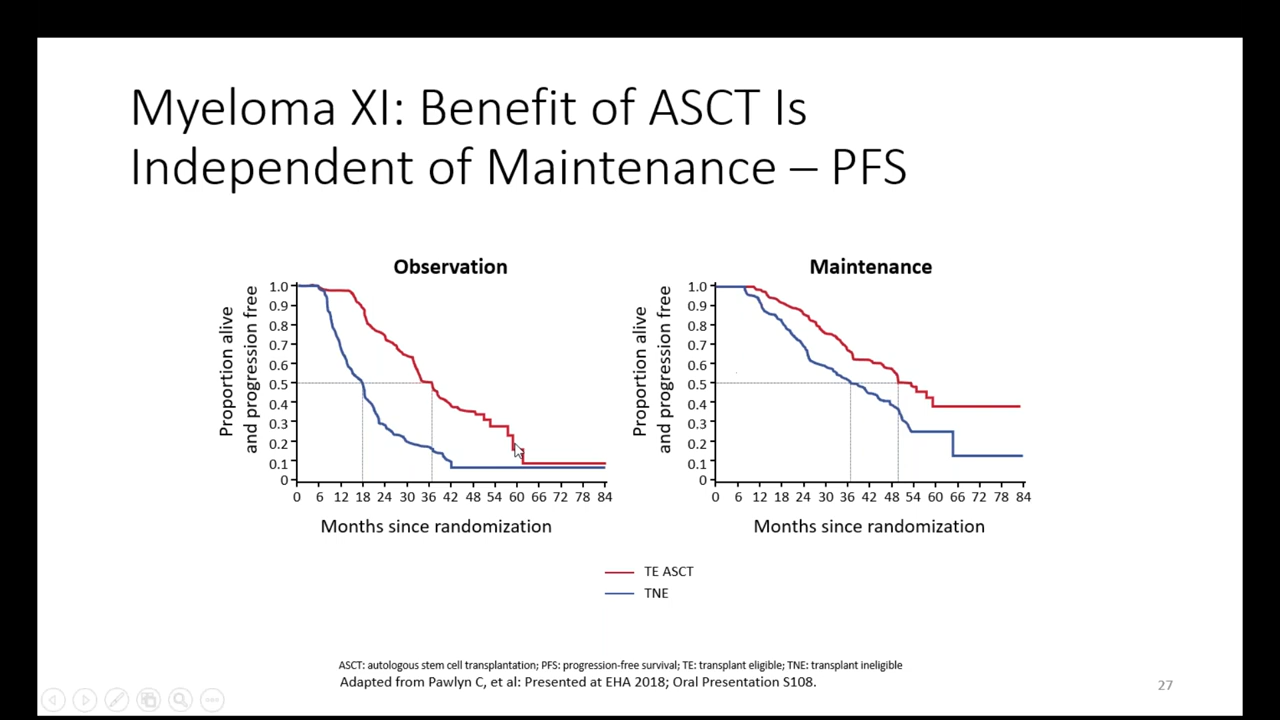 Myeloma XI: Benefit of ASCT Is
Independent of Maintenance – PFS
Observation
Proportion alive
and progression free
1.0
0.9
0.8
0.7
0.6
0.5
0.4
0.3
0.2
0.1
0
0 6 12 18 24 30 36 42 48 54 60 66 72 78 84
Months since randomization
Maintenance
Proportion alive
and progression free
1.0
0.9
0.8
0.7
0.6
0.5
0.4
0.3
0.2
0.1
0
0 6 12 18 24 30 36 42 48 54 60 66 72 78 84
Months since randomization
TE ASCT
TNE
ASCT: autologous stem cell transplantation; PFS: progression-free survival; TE: transplant eligible; TNE: transplant ineligible
Adapted from Pawlyn C, et al: Presented at EHA 2018; Oral Presentation S108.
27